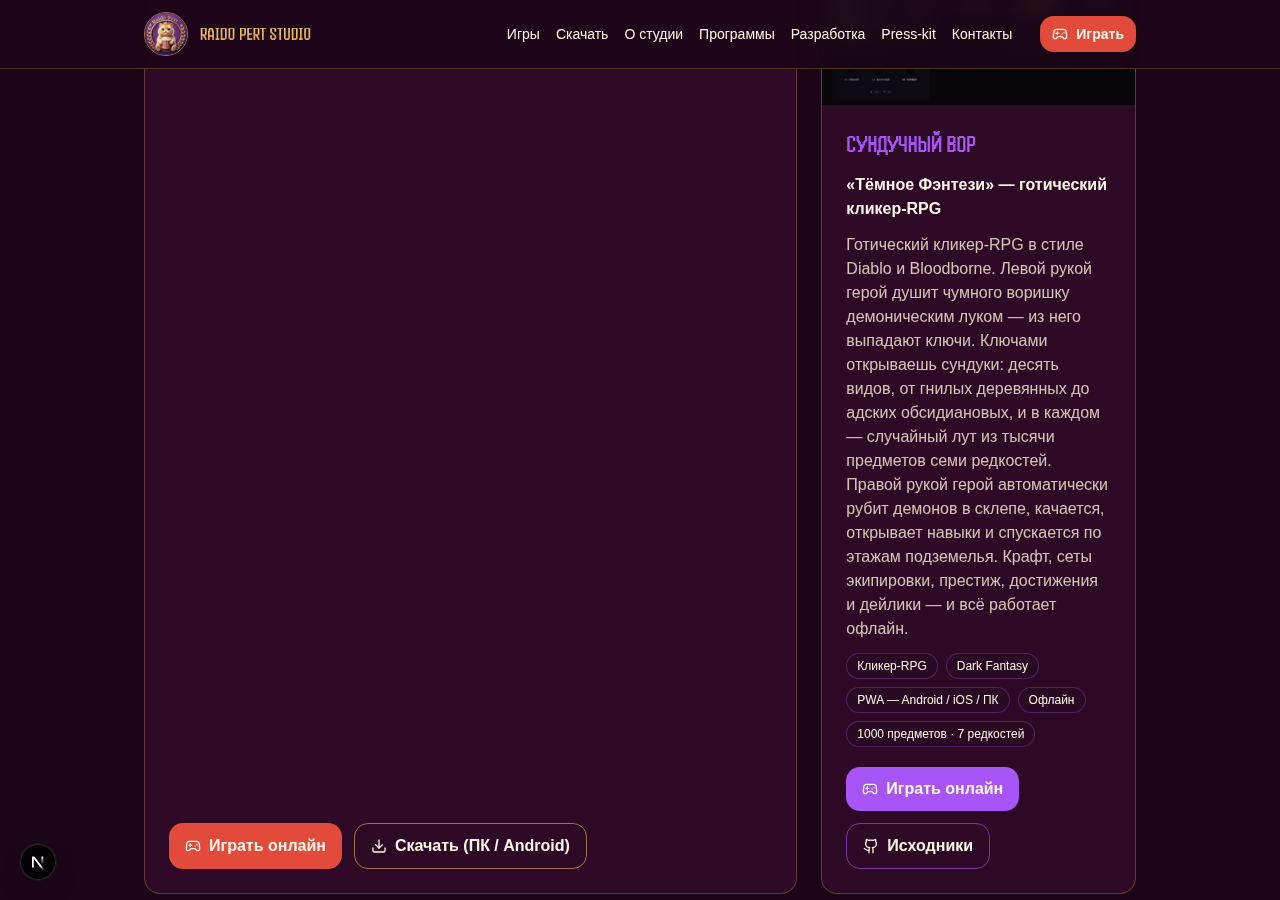 RAIDO PERT STUDIO
Игры Скачать О студии Программы Разработка Press-kit Контакты Играть
СУНДУЧНЫЙ ВОР
«Тёмное Фэнтези» — готический
кликер-RPG
Готический кликер-RPG в стиле
Diablo и Bloodborne. Левой рукой
герой душит чумного воришку
демоническим луком — из него
выпадают ключи. Ключами
открываешь сундуки: десять
видов, от гнилых деревянных до
адских обсидиановых, и в каждом
— случайный лут из тысячи
предметов семи редкостей.
Правой рукой герой автоматически
рубит демонов в склепе, качается,
открывает навыки и спускается по
этажам подземелья. Крафт, сеты
экипировки, престиж, достижения
и дейлики — и всё работает
офлайн.
Кликер-RPG Dark Fantasy
PWA — Android / iOS / ПК Офлайн
1000 предметов · 7 редкостей
Играть онлайн
Исходники
Играть онлайн Скачать (ПК / Android)